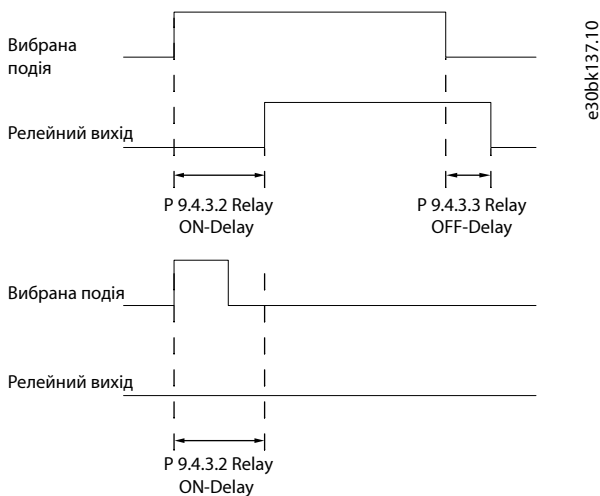 Вибрана
подія
Релейний вихід
P 9.4.3.2 Relay
ON-Delay
P 9.4.3.3 Relay
OFF-Delay
Вибрана подія
Релейний вихід
P 9.4.3.2 Relay
ON-Delay
e30bk137.10